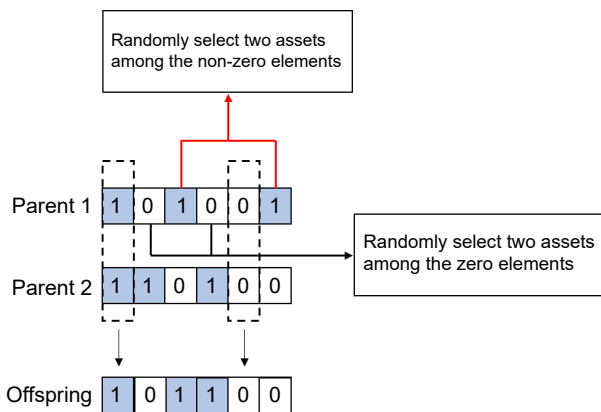 Randomly select two assets
among the non-zero elements
Parent 1 1 0 1 0 0 1
Randomly select two assets
among the zero elements
Parent 2 1 1 0 1 0 0
Offspring 1 0 1 1 0 0